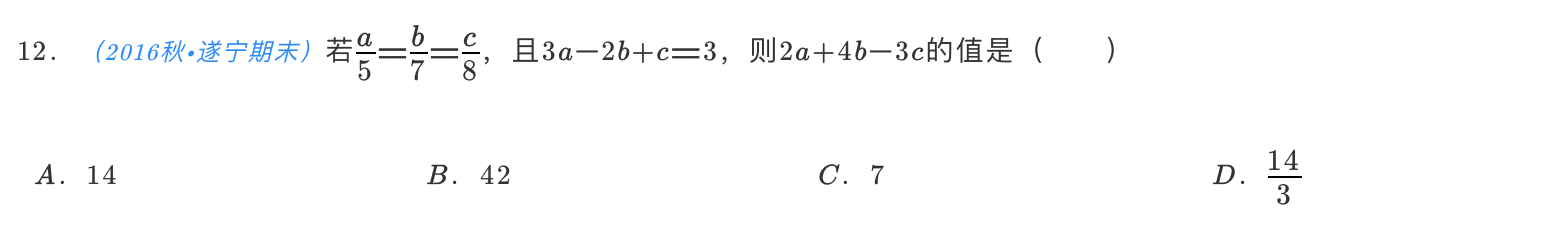 12. (2016秋•遂宁期末)若a/5=b/7=c/8,且3a−2b+c=3,则2a+4b−3c的值是(  )
A. 14 B. 42 C. 7 D. 14/3